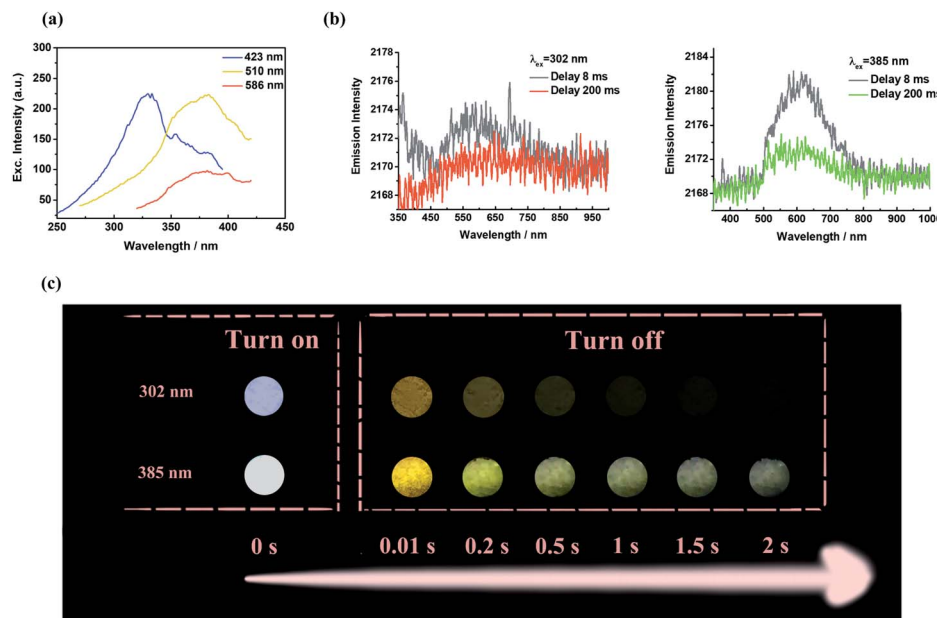 (a)
423 nm
510 nm
586 nm
Exc. Intensity (a.u.)
300
250
200
150
100
50
250 300 350 400 450
Wavelength / nm
(b)
λex=302 nm
Delay 8 ms
Delay 200 ms
Emission Intensity
2178
2176
2174
2172
2170
2168
350 450 550 650 750 850 950
Wavelength / nm
λex=385 nm
Delay 8 ms
Delay 200 ms
Emission Intensity
2184
2180
2176
2172
2168
400 500 600 700 800 900 1000
Wavelength / nm
(c)
Turn on Turn off
302 nm
385 nm
0 s 0.01 s 0.2 s 0.5 s 1 s 1.5 s 2 s